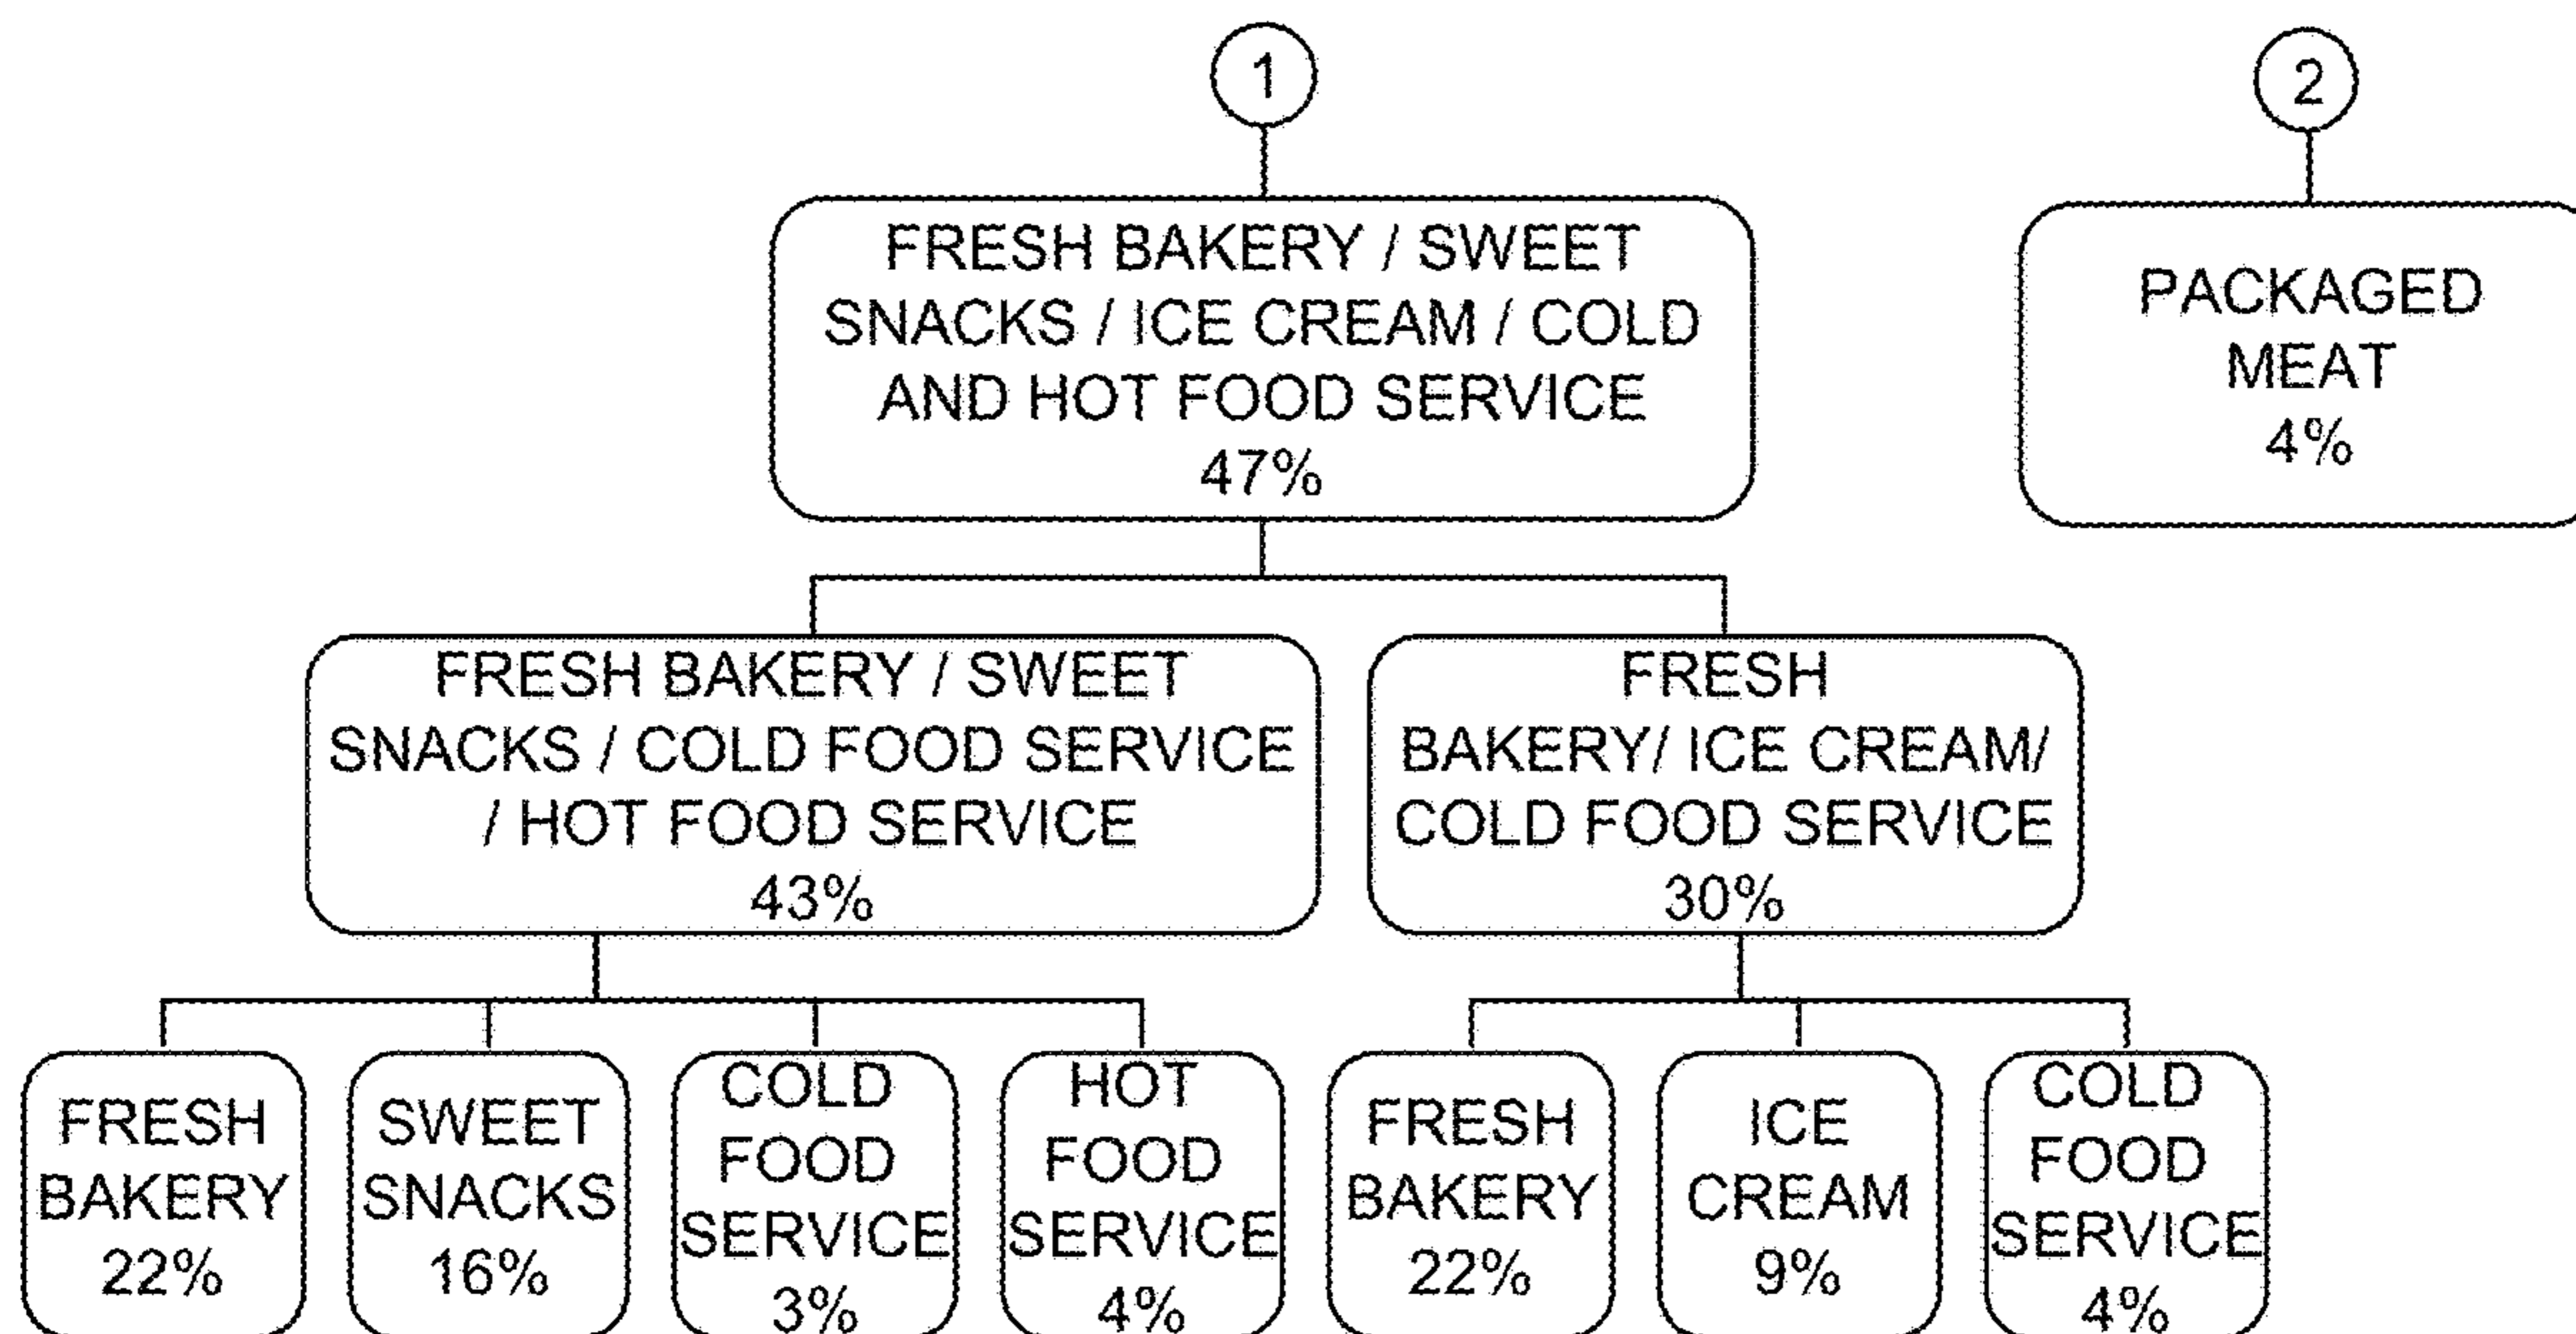 1
2
FRESH BAKERY / SWEET
SNACKS / ICE CREAM / COLD
AND HOT FOOD SERVICE
47%
PACKAGED
MEAT
4%
FRESH BAKERY / SWEET
SNACKS / COLD FOOD SERVICE
/ HOT FOOD SERVICE
43%
FRESH
BAKERY/ ICE CREAM/
COLD FOOD SERVICE
30%
FRESH
BAKERY
22%
SWEET
SNACKS
16%
COLD
FOOD
SERVICE
3%
HOT
FOOD
SERVICE
4%
FRESH
BAKERY
22%
ICE
CREAM
9%
COLD
FOOD
SERVICE
4%